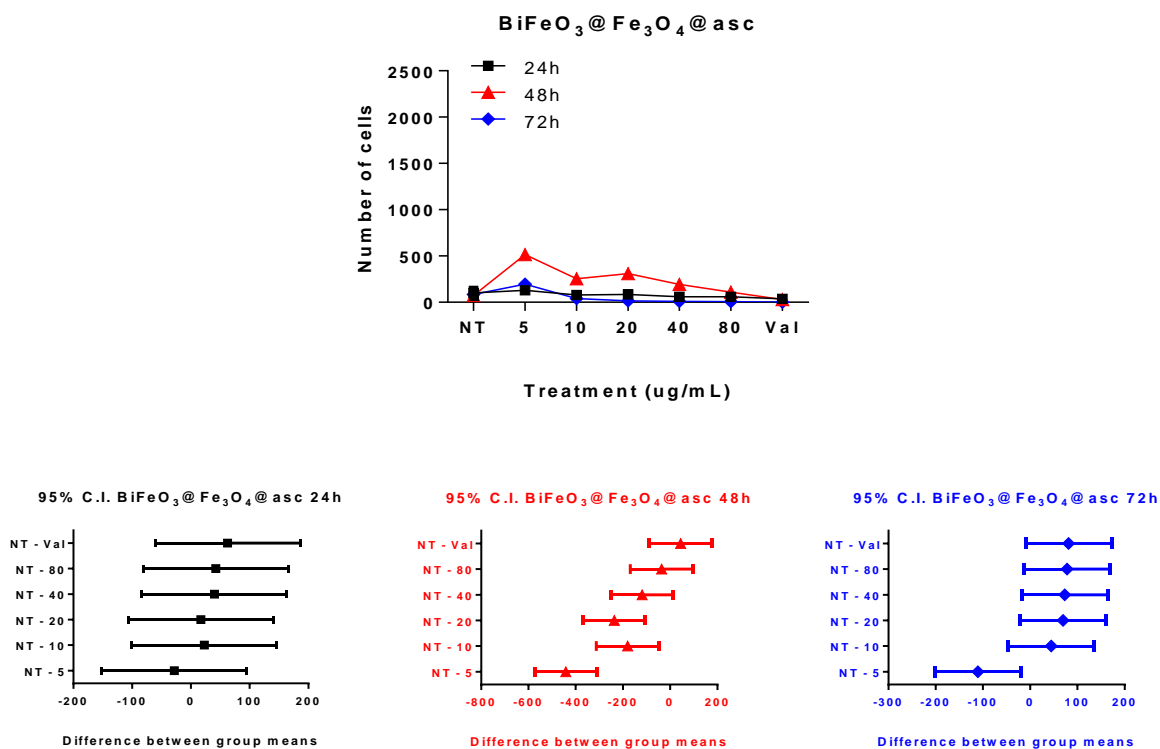 BiFeO₃@Fe₃O₄@asc
24h
48h
72h
2500
2000
1500
1000
500
0
Number of cells
NT 5 10 20 40 80 Val
Treatment (ug/mL)
95% C.I. BiFeO₃@Fe₃O₄@asc 24h
NT - Val
NT - 80
NT - 40
NT - 20
NT - 10
NT - 5
-200 -100 0 100 200
Difference between group means
95% C.I. BiFeO₃@Fe₃O₄@asc 48h
NT - Val
NT - 80
NT - 40
NT - 20
NT - 10
NT - 5
-800 -600 -400 -200 0 200
Difference between group means
95% C.I. BiFeO₃@Fe₃O₄@asc 72h
NT - Val
NT - 80
NT - 40
NT - 20
NT - 10
NT - 5
-300 -200 -100 0 100 200
Difference between group means